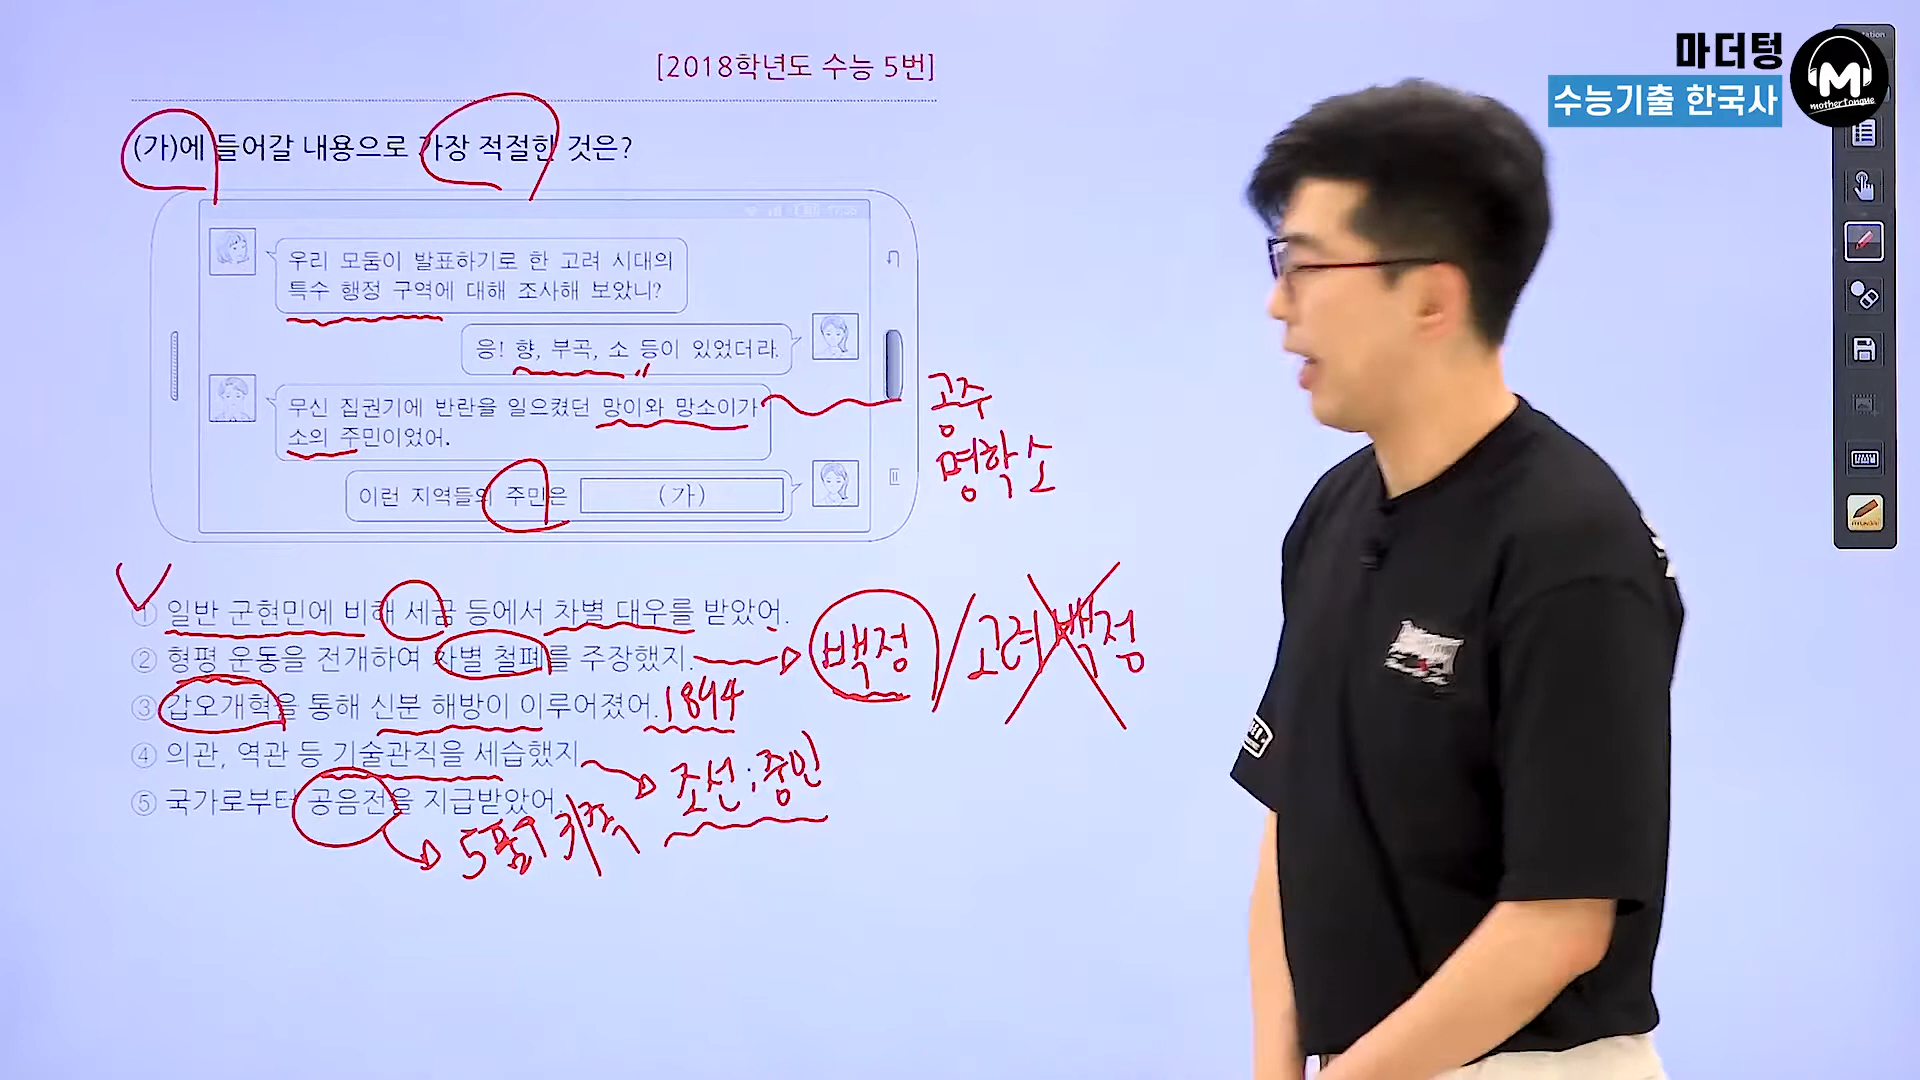 [2018학년도 수능 5번]
마더텅
수능기출 한국사
mothertongue
(가)에 들어갈 내용으로 가장 적절한 것은?
우리 모둠이 발표하기로 한 고려 시대의
특수 행정 구역에 대해 조사해 보았니?
응! 향, 부곡, 소 등이 있었더라.
무신 집권기에 반란을 일으켰던 망이와 망소이가
소의 주민이었어.
공주
명학소
이런 지역들의 주민은 (가)
① 일반 군현민에 비해 세금 등에서 차별 대우를 받았어.
② 형평 운동을 전개하여 차별 철폐를 주장했지.
백정 / 고려 백정
③ 갑오개혁을 통해 신분 해방이 이루어졌어.
1894
④ 의관, 역관 등 기술관직을 세습했지.
조선 : 중인
⑤ 국가로부터 공음전을 지급받았어.
5품↑ 귀족